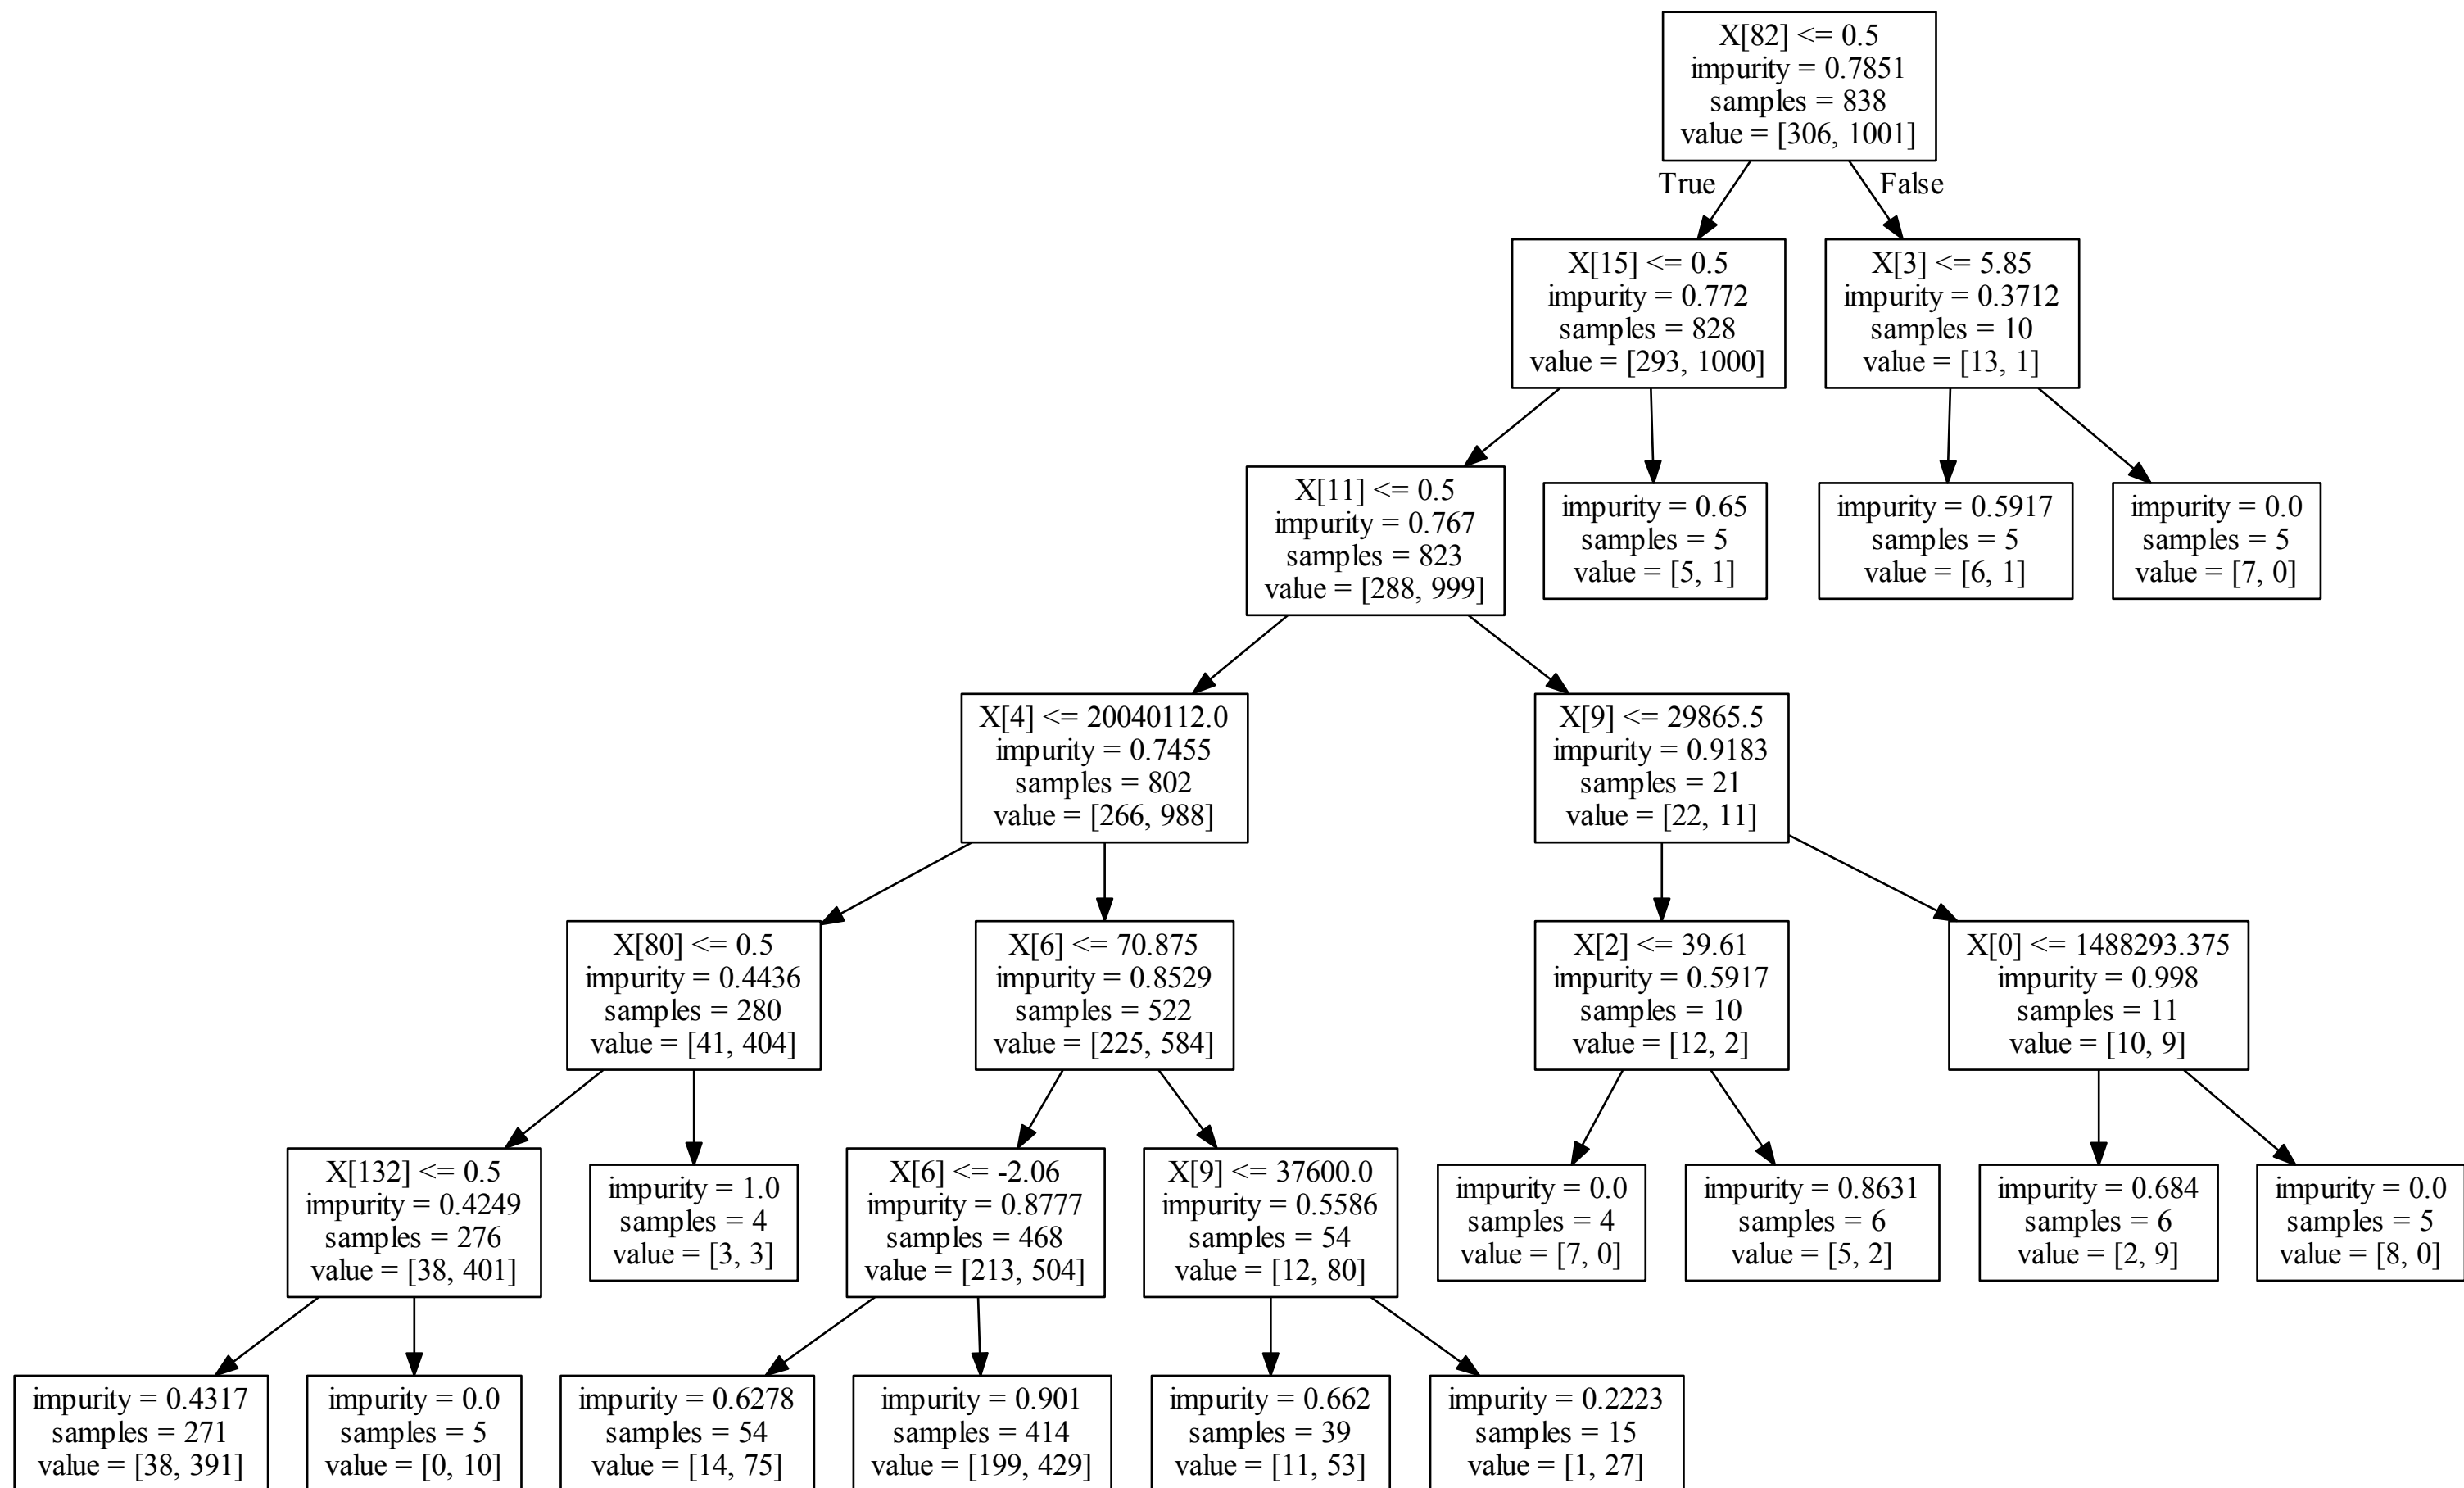 X[82] <= 0.5
impurity = 0.7851
samples = 838
value = [306, 1001]
True
False
X[15] <= 0.5
impurity = 0.772
samples = 828
value = [293, 1000]
X[3] <= 5.85
impurity = 0.3712
samples = 10
value = [13, 1]
X[11] <= 0.5
impurity = 0.767
samples = 823
value = [288, 999]
impurity = 0.65
samples = 5
value = [5, 1]
impurity = 0.5917
samples = 5
value = [6, 1]
impurity = 0.0
samples = 5
value = [7, 0]
X[4] <= 20040112.0
impurity = 0.7455
samples = 802
value = [266, 988]
X[9] <= 29865.5
impurity = 0.9183
samples = 21
value = [22, 11]
X[80] <= 0.5
impurity = 0.4436
samples = 280
value = [41, 404]
X[6] <= 70.875
impurity = 0.8529
samples = 522
value = [225, 584]
X[2] <= 39.61
impurity = 0.5917
samples = 10
value = [12, 2]
X[0] <= 1488293.375
impurity = 0.998
samples = 11
value = [10, 9]
X[132] <= 0.5
impurity = 0.4249
samples = 276
value = [38, 401]
impurity = 1.0
samples = 4
value = [3, 3]
X[6] <= -2.06
impurity = 0.8777
samples = 468
value = [213, 504]
X[9] <= 37600.0
impurity = 0.5586
samples = 54
value = [12, 80]
impurity = 0.0
samples = 4
value = [7, 0]
impurity = 0.8631
samples = 6
value = [5, 2]
impurity = 0.684
samples = 6
value = [2, 9]
impurity = 0.0
samples = 5
value = [8, 0]
impurity = 0.4317
samples = 271
value = [38, 391]
impurity = 0.0
samples = 5
value = [0, 10]
impurity = 0.6278
samples = 54
value = [14, 75]
impurity = 0.901
samples = 414
value = [199, 429]
impurity = 0.662
samples = 39
value = [11, 53]
impurity = 0.2223
samples = 15
value = [1, 27]